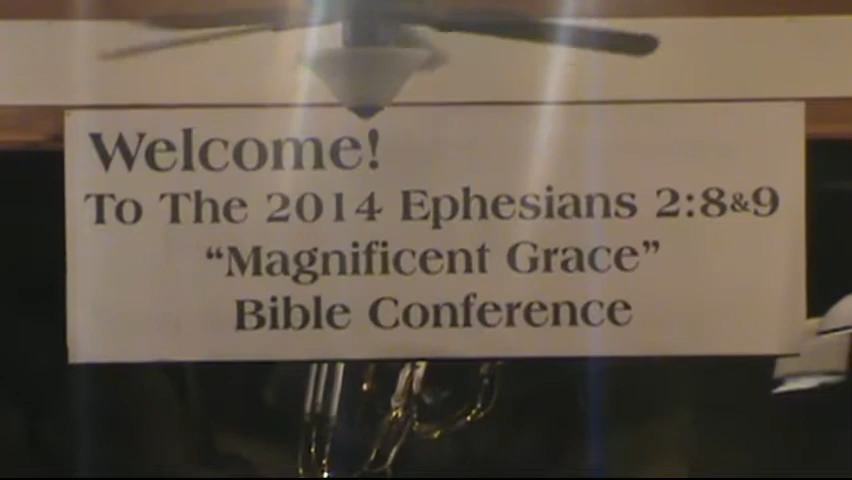 Welcome!
To The 2014 Ephesians 2:8&9
“Magnificent Grace”
Bible Conference